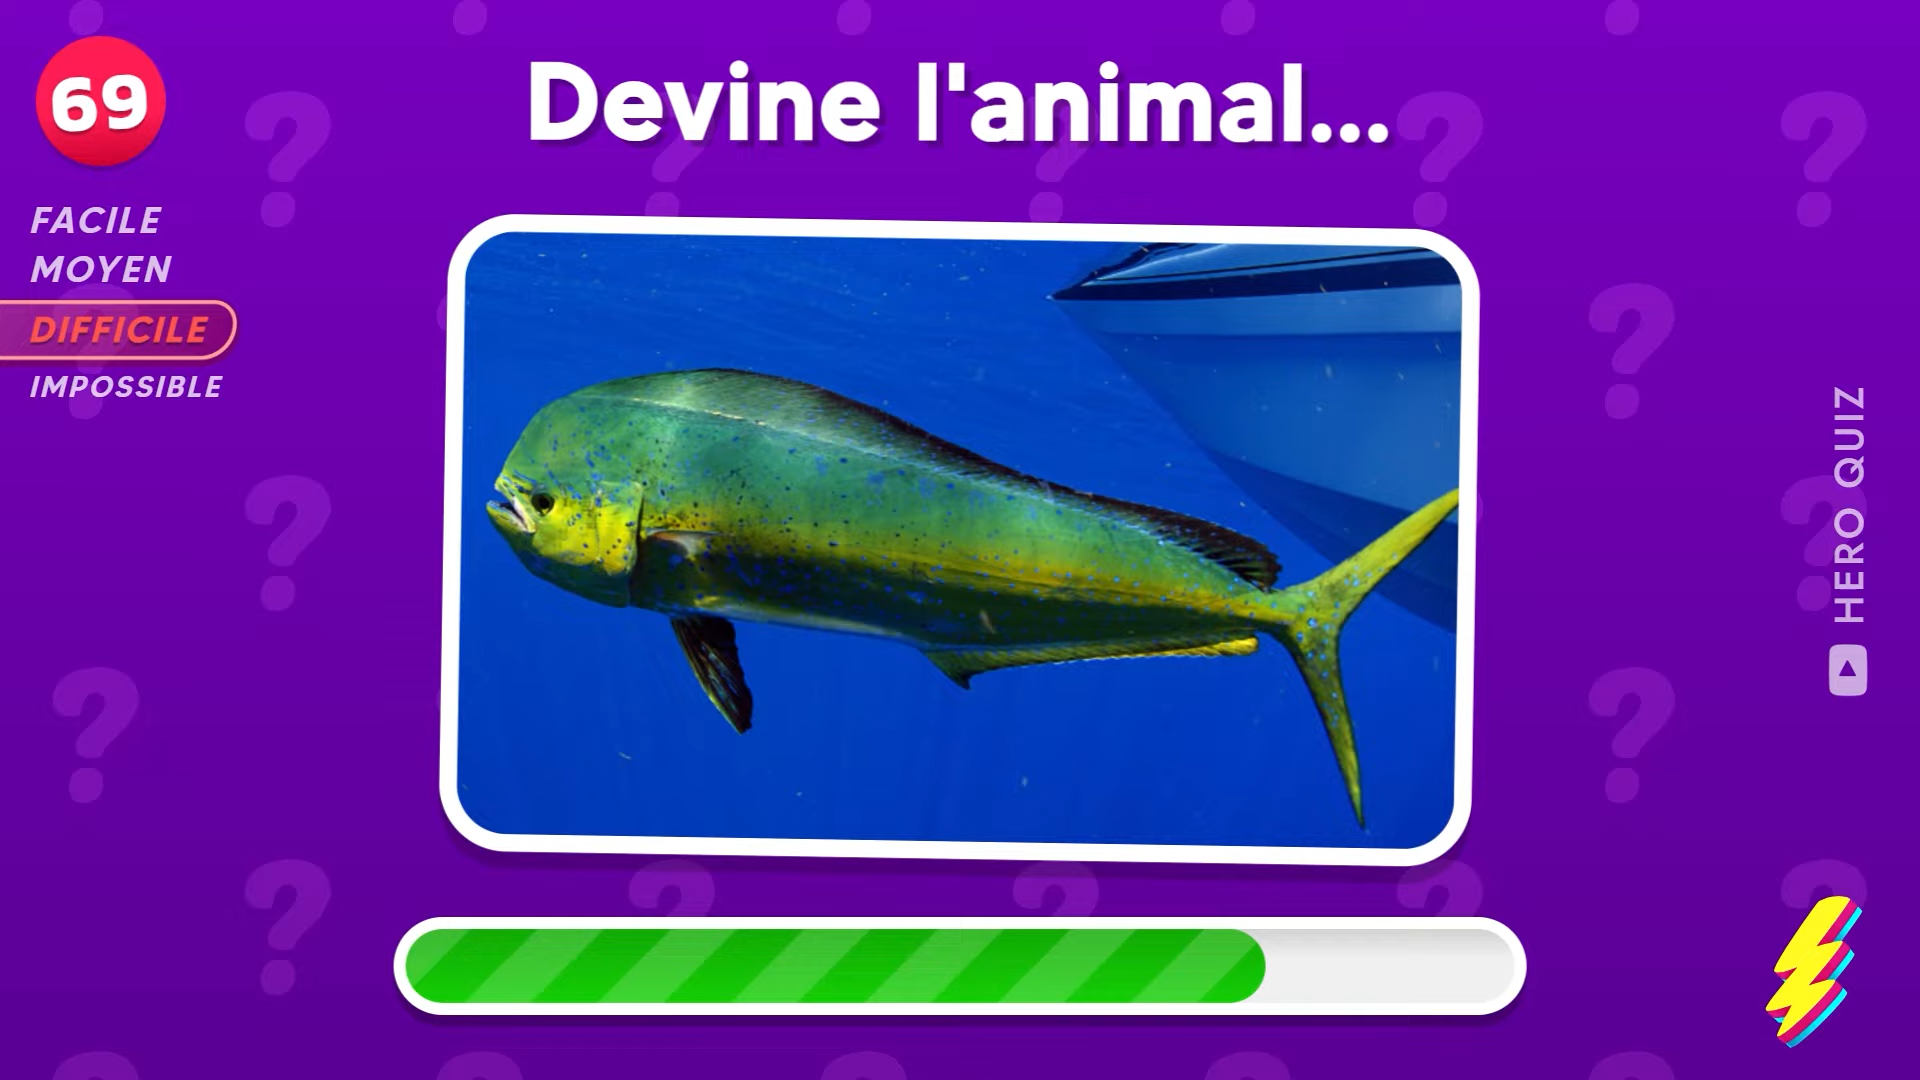 69
Devine l'animal...
FACILE
MOYEN
DIFFICILE
IMPOSSIBLE
HERO QUIZ